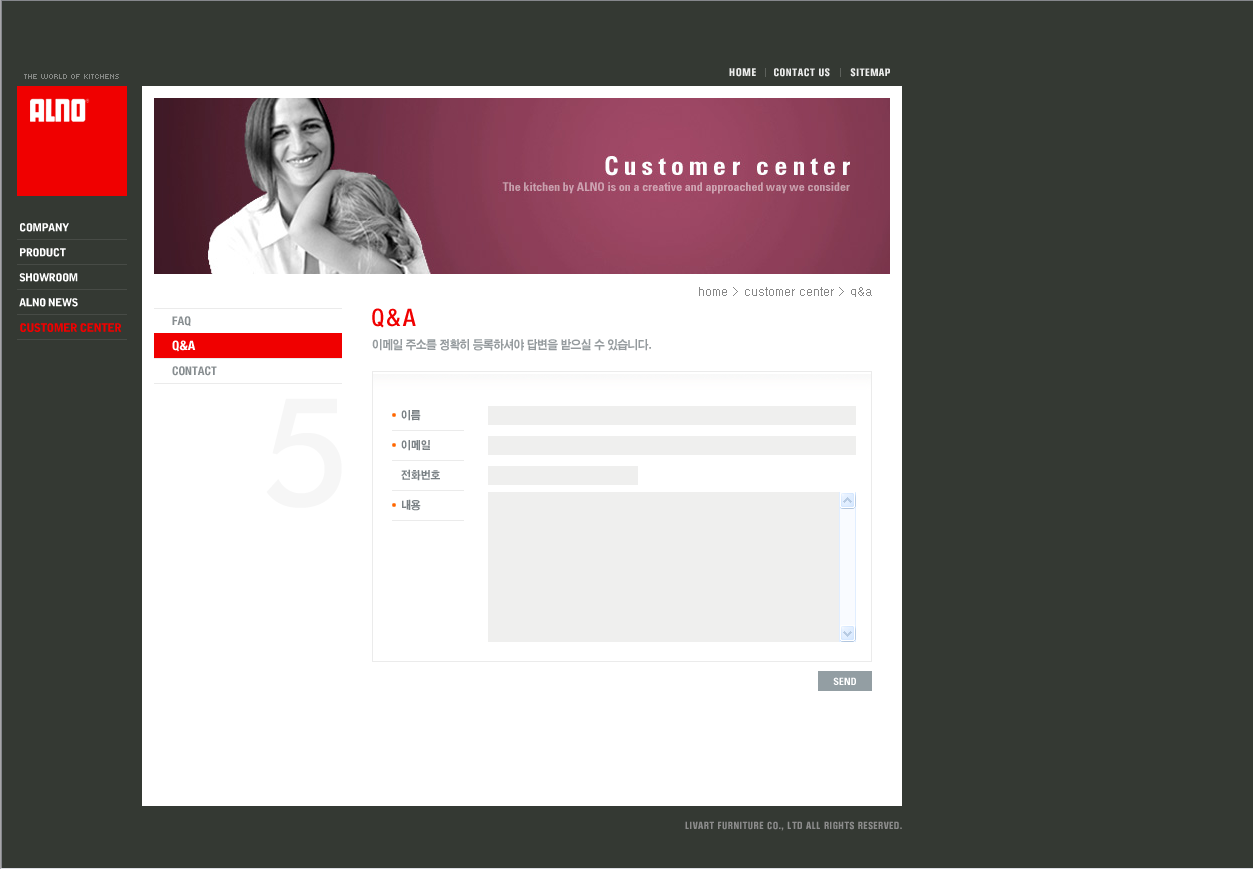 THE WORLD OF KITCHENS
HOME | CONTACT US | SITEMAP
ALNO
Customer center
The kitchen by ALNO is on a creative and approached way we consider
COMPANY
PRODUCT
SHOWROOM
ALNO NEWS
CUSTOMER CENTER
home > customer center > q&a
FAQ
Q&A
CONTACT
5
Q&A
이메일 주소를 정확히 등록하셔야 답변을 받으실 수 있습니다.
이름
이메일
전화번호
내용
SEND
LIVART FURNITURE CO., LTD ALL RIGHTS RESERVED.